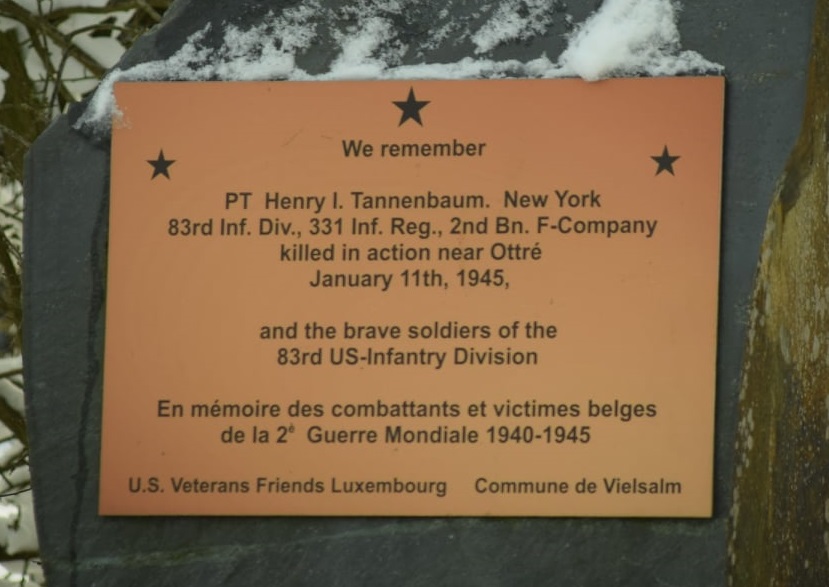 We remember
PT Henry I. Tannenbaum. New York
83rd Inf. Div., 331 Inf. Reg., 2nd Bn. F-Company
killed in action near Ottré
January 11th, 1945,
and the brave soldiers of the
83rd US-Infantry Division
En mémoire des combattants et victimes belges
de la 2é Guerre Mondiale 1940-1945
U.S. Veterans Friends Luxembourg Commune de Vielsalm